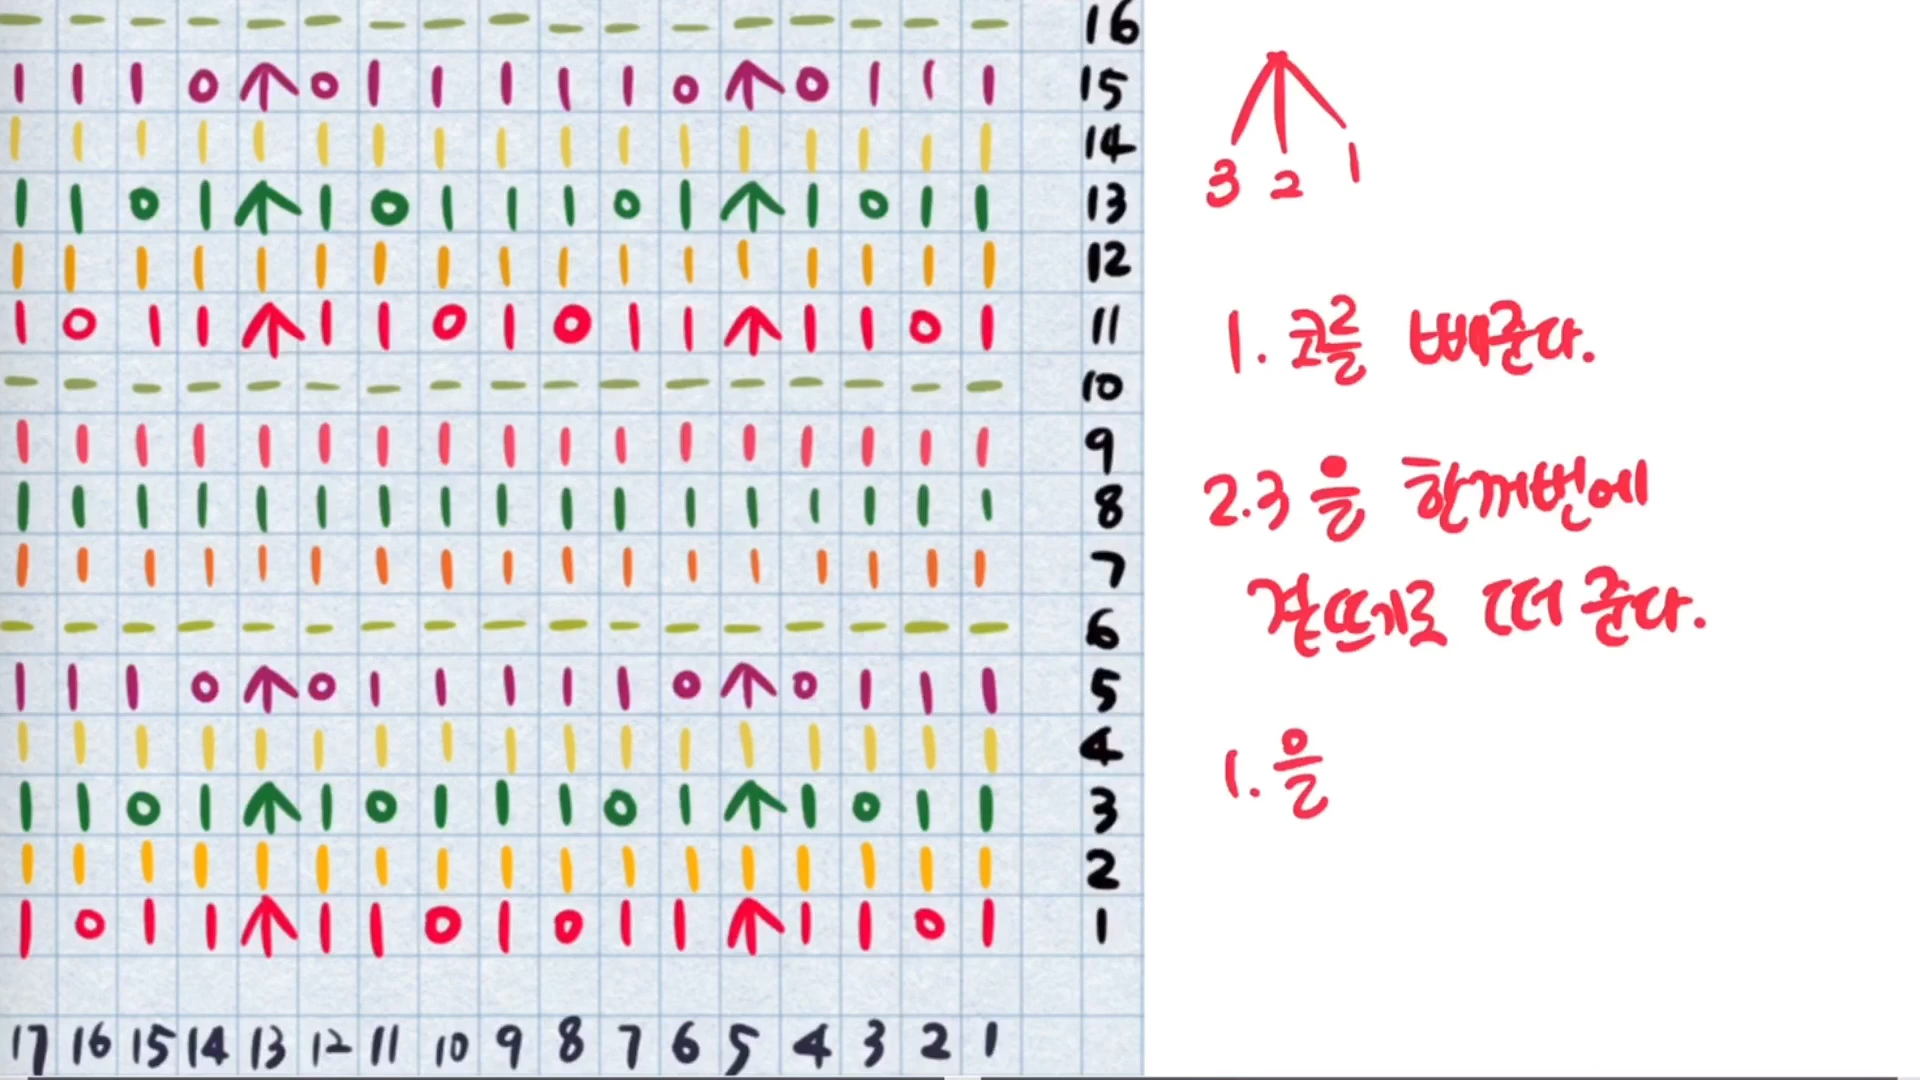 — — — — — — — — — — — — — — — — — 16
| | | o ↑ o | | | | | o ↑ o | | | 15
| | | | | | | | | | | | | | | | | 14
| | o | ↑ | o | | | o | ↑ | o | | 13
| | | | | | | | | | | | | | | | | 12
| o | | ↑ | | o | o | | ↑ | | o | 11
— — — — — — — — — — — — — — — — — 10
| | | | | | | | | | | | | | | | | 9
| | | | | | | | | | | | | | | | | 8
| | | | | | | | | | | | | | | | | 7
— — — — — — — — — — — — — — — — — 6
| | | o ↑ o | | | | | o ↑ o | | | 5
| | | | | | | | | | | | | | | | | 4
| | o | ↑ | o | | | o | ↑ | o | | 3
| | | | | | | | | | | | | | | | | 2
| o | | ↑ | | o | o | | ↑ | | o | 1
17 16 15 14 13 12 11 10 9 8 7 6 5 4 3 2 1
3 2 1
1. 코를 빼준다.
2.3을 한꺼번에
겉뜨기로 떠 준다.
1.을